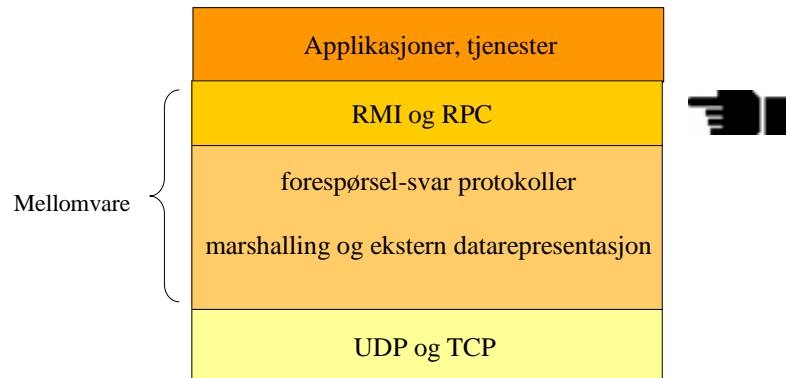 Applikasjoner, tjenester
RMI og RPC
forespørsel-svar protokoller
Mellomvare
marshalling og ekstern datarepresentasjon
UDP og TCP